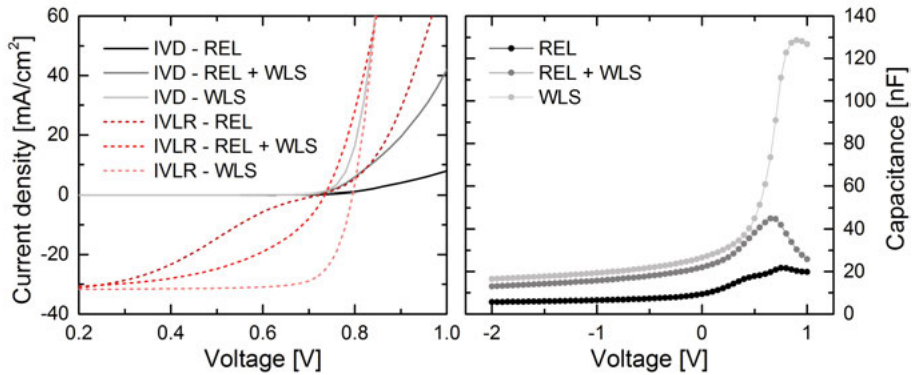 Current density [mA/cm²]
60
40
20
0
-20
-40
-60
IVD - REL
IVD - REL + WLS
IVD - WLS
IVLR - REL
IVLR - REL + WLS
IVLR - WLS
0.2 0.4 0.6 0.8 1.0
Voltage [V]
REL
REL + WLS
WLS
-2 -1 0 1
Voltage [V]
140
120
100
80
60
40
20
0
Capacitance [nF]